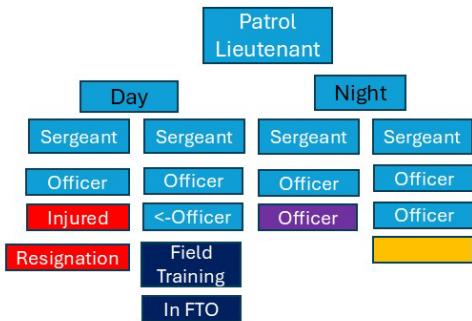 Patrol
Lieutenant
Day
Night
Sergeant
Sergeant
Sergeant
Sergeant
Officer
Officer
Officer
Officer
Injured
<-Officer
Officer
Officer
Resignation
Field
Training
In FTO